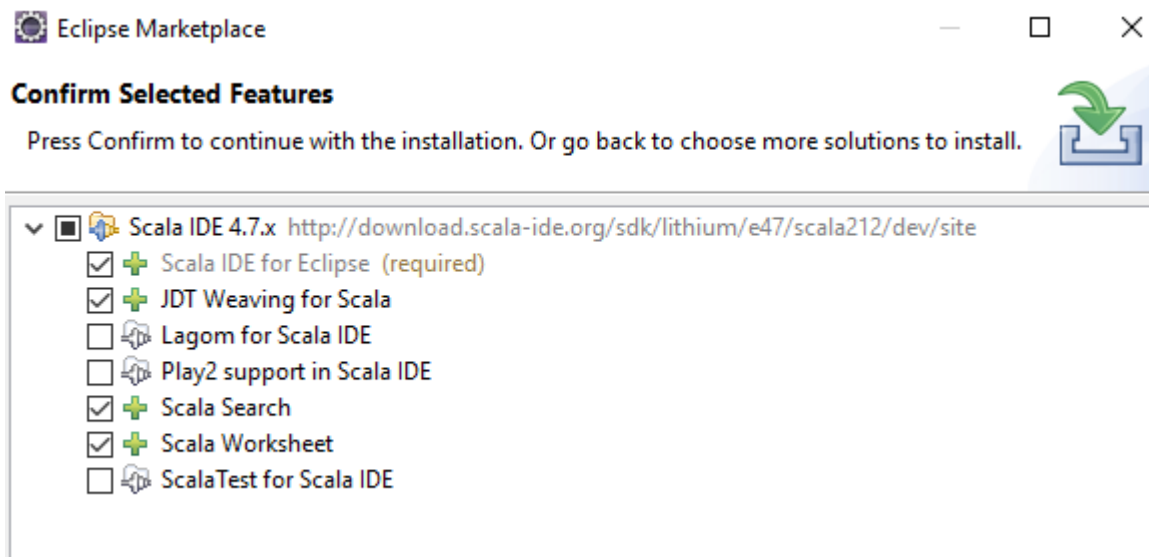 Eclipse Marketplace
Confirm Selected Features
Press Confirm to continue with the installation. Or go back to choose more solutions to install.
Scala IDE 4.7.x http://download.scala-ide.org/sdk/lithium/e47/scala212/dev/site
Scala IDE for Eclipse (required)
JDT Weaving for Scala
Lagom for Scala IDE
Play2 support in Scala IDE
Scala Search
Scala Worksheet
ScalaTest for Scala IDE